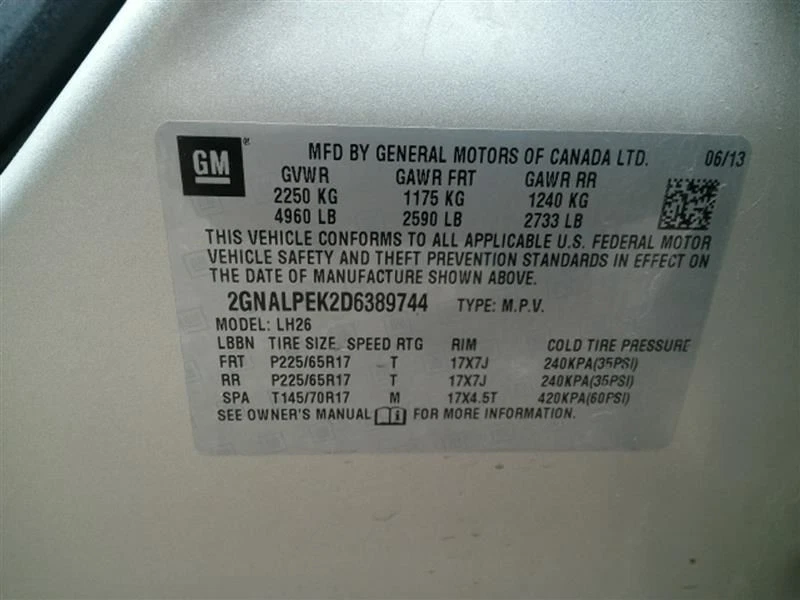 GM ® MFD BY GENERAL MOTORS OF CANADA LTD. 06/13
GVWR GAWR FRT GAWR RR
2250 KG 1175 KG 1240 KG
4960 LB 2590 LB 2733 LB
THIS VEHICLE CONFORMS TO ALL APPLICABLE U.S. FEDERAL MOTOR
VEHICLE SAFETY AND THEFT PREVENTION STANDARDS IN EFFECT ON
THE DATE OF MANUFACTURE SHOWN ABOVE.
2GNALPEK2D6389744 TYPE: M.P.V.
MODEL: LH26
LBBN TIRE SIZE SPEED RTG RIM COLD TIRE PRESSURE
FRT P225/65R17 T 17X7J 240KPA(35PSI)
RR P225/65R17 T 17X7J 240KPA(35PSI)
SPA T145/70R17 M 17X4.5T 420KPA(60PSI)
SEE OWNER'S MANUAL i FOR MORE INFORMATION.